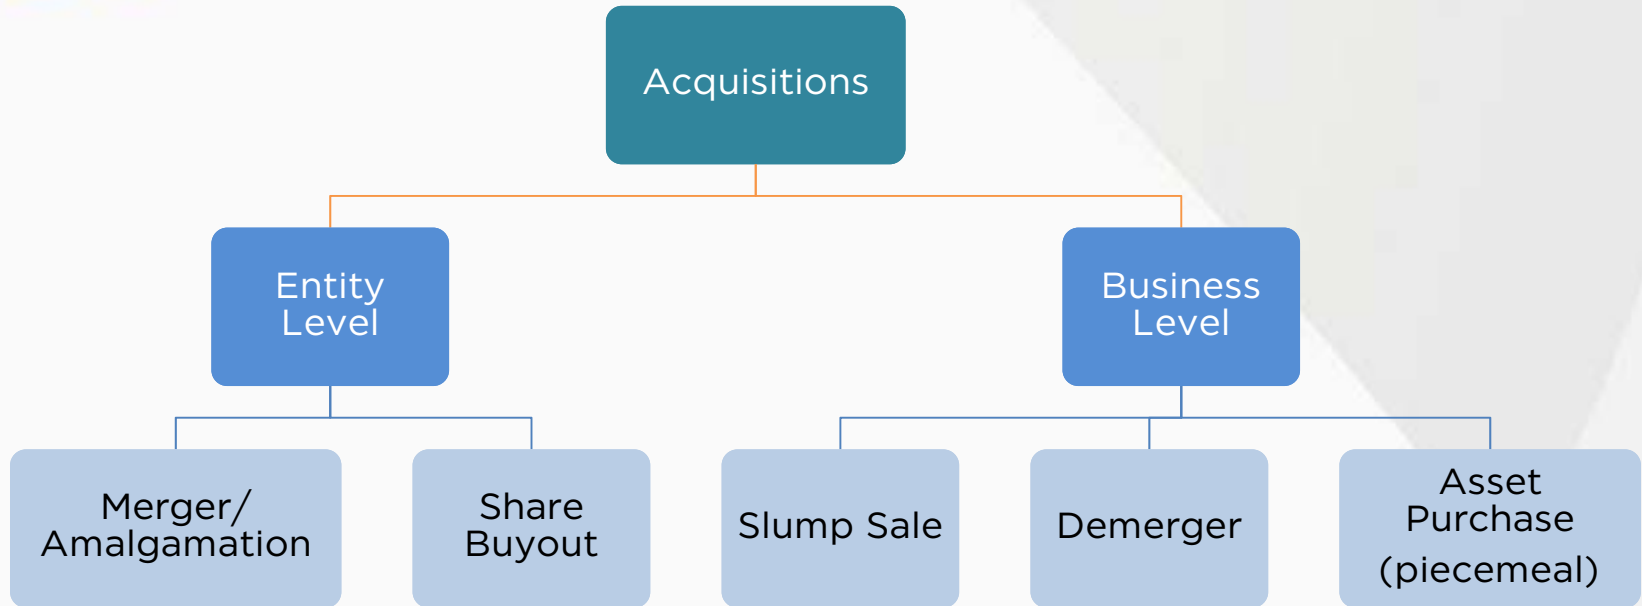 Acquisitions
Entity
Level
Business
Level
Merger/
Amalgamation
Share
Buyout
Slump Sale
Demerger
Asset
Purchase
(piecemeal)